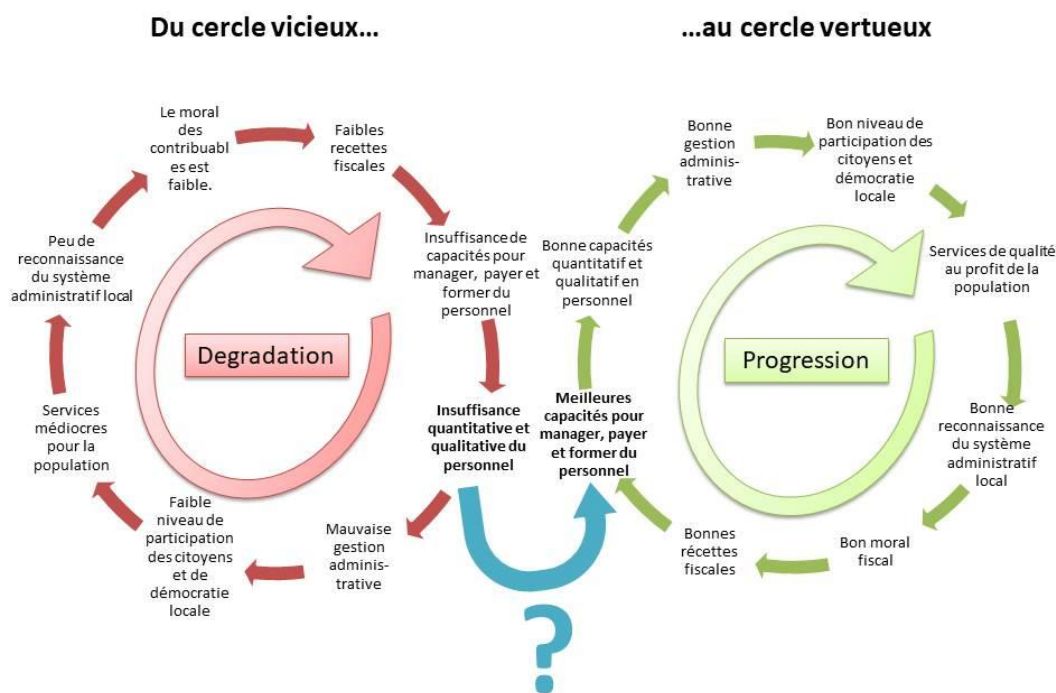 Du cercle vicieux...
...au cercle vertueux
Le moral
des
contribuabl
es est
faible.
Faibles
recettes
fiscales
Insuffisance de
capacités pour
manager, payer et
former du
personnel
Insuffisance
quantitative et
qualitative du
personnel
Mauvaise
gestion
adminis-
trative
Faible
niveau de
participation
des citoyens
et de
démocratie
locale
Services
médiocres
pour la
population
Peu de
reconnaissance
du système
administratif local
Degradation
Bonne
gestion
adminis-
trative
Bon niveau de
participation des
citoyens et
démocratie
locale
Services de qualité
au profit de la
population
Bonne
reconnaissance
du système
administratif
local
Bon moral
fiscal
Bonnes
récettes
fiscales
Meilleures
capacités pour
manager, payer
et former du
personnel
Bonne capacités
quantitatif et
qualitatif en
personnel
Progression
?